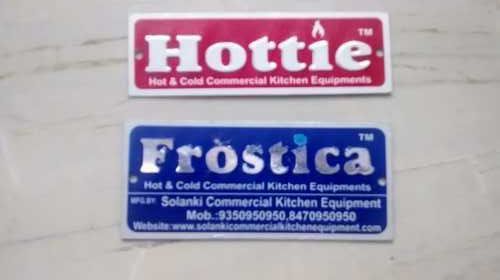 Hottie TM
Hot & Cold Commercial Kitchen Equipments
Frostica TM
Hot & Cold Commercial Kitchen Equipments
MFG.BY: Solanki Commercial Kitchen Equipment
Mob.:9350950950,8470950950
Website:www.solankicommercialkitchenequipment.com